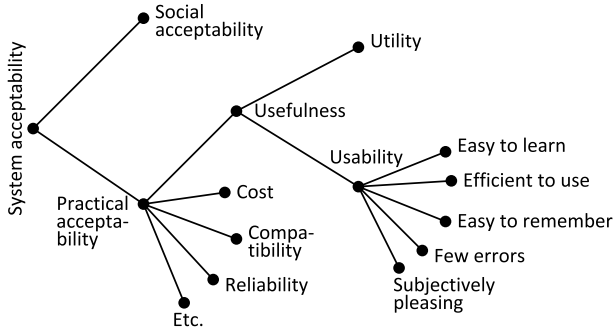 System acceptability
Social
acceptability
Utility
Usefulness
Usability
Easy to learn
Efficient to use
Easy to remember
Few errors
Subjectively
pleasing
Practical
accepta-
bility
Cost
Compa-
tibility
Reliability
Etc.